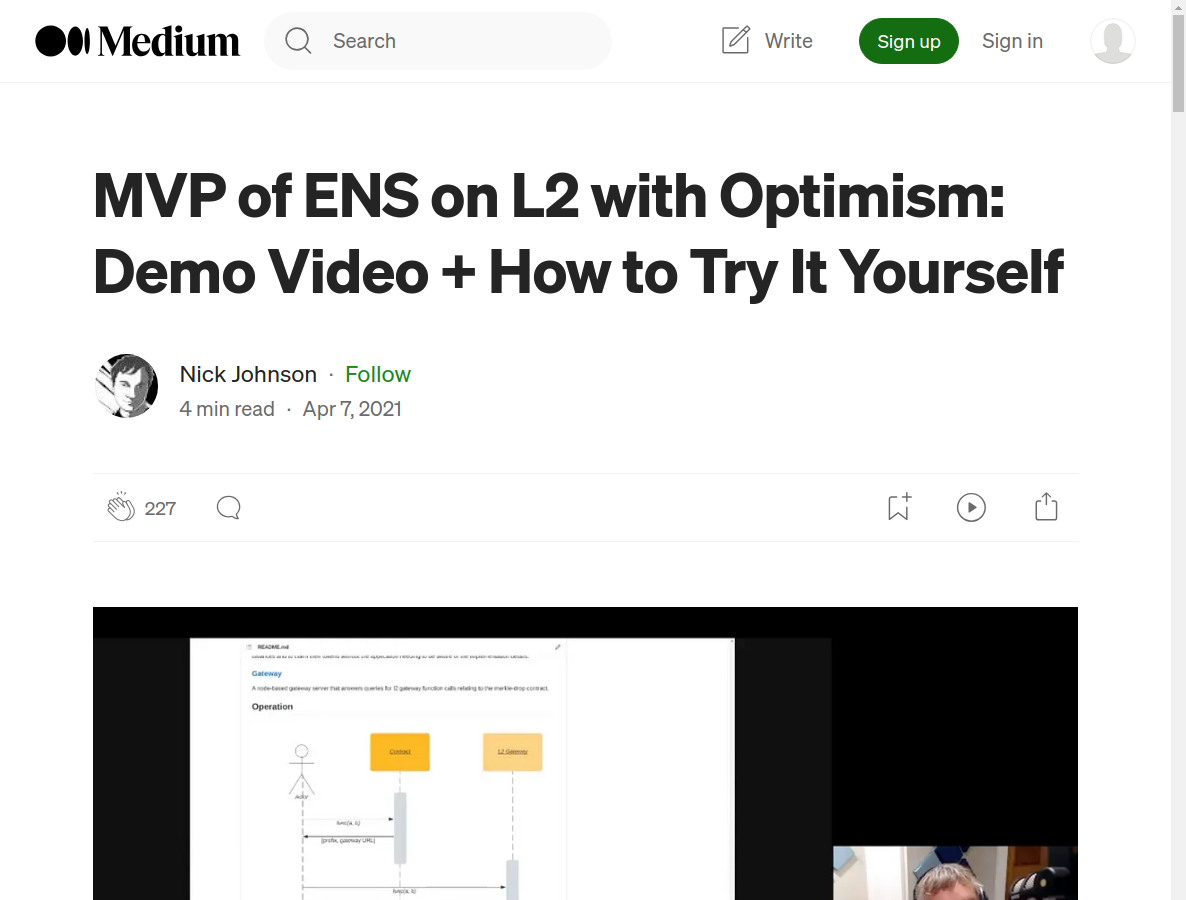 Medium
Search
Write
Sign up
Sign in
MVP of ENS on L2 with Optimism:
Demo Video + How to Try It Yourself
Nick Johnson · Follow
4 min read · Apr 7, 2021
227
README.md
Gateway
A node-based gateway server that answers queries for l2 gateway function calls relating to the merkle-drop contract.
Operation
Contract
L2 Gateway
Actor
func(a, b)
(prefix, gateway URL)
func(a, b)